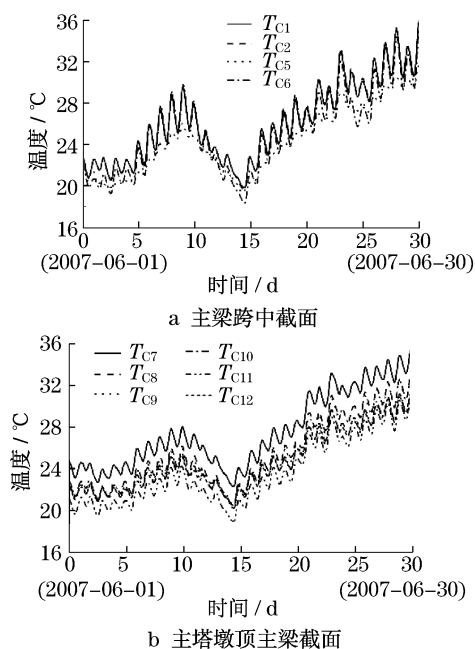 36
32
28
24
20
16
温度 / ℃
T_C1
T_C2
T_C5
T_C6
0 5 10 15 20 25 30
(2007-06-01) (2007-06-30)
时间 / d
a 主梁跨中截面
36
32
28
24
20
16
温度 / ℃
T_C7 T_C10
T_C8 T_C11
T_C9 T_C12
0 5 10 15 20 25 30
(2007-06-01) (2007-06-30)
时间 / d
b 主塔墩顶主梁截面